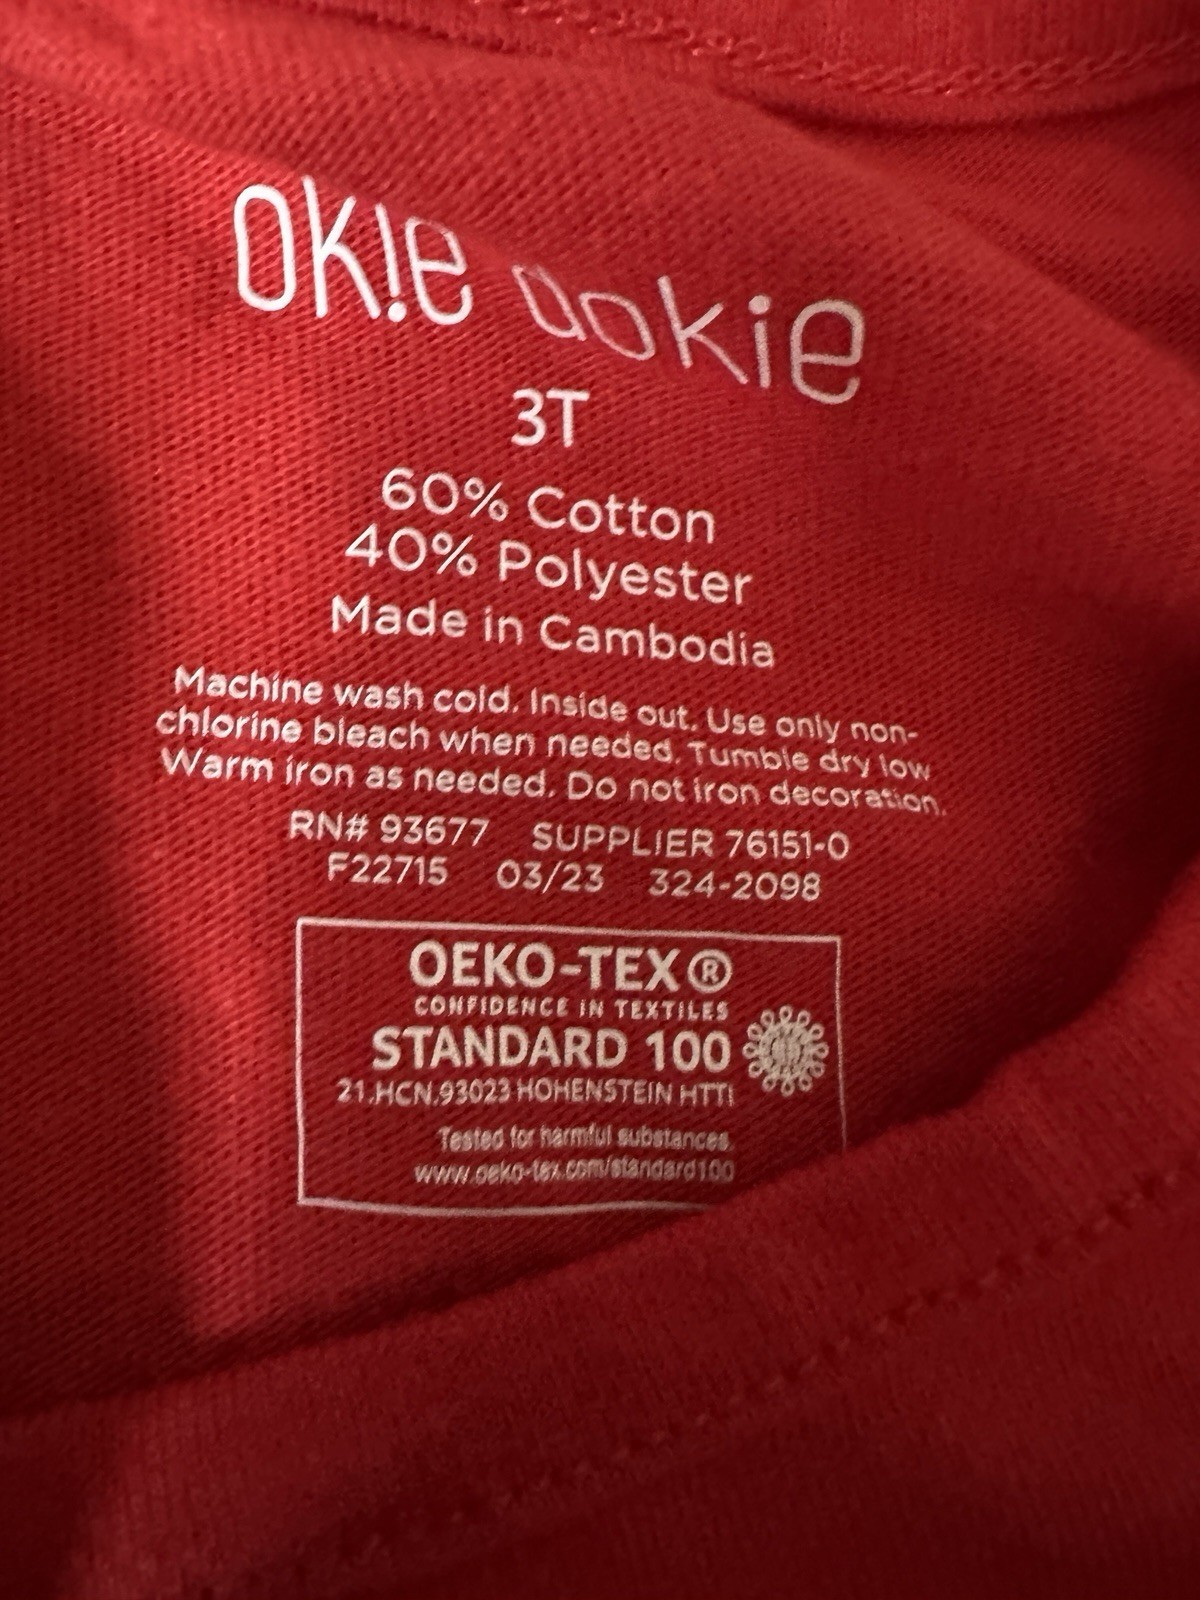 OK!e dokie
3T
60% Cotton
40% Polyester
Made in Cambodia
Machine wash cold. Inside out. Use only non-
chlorine bleach when needed. Tumble dry low
Warm iron as needed. Do not iron decoration.
RN# 93677 SUPPLIER 76151-0
F22715 03/23 324-2098
OEKO-TEX®
CONFIDENCE IN TEXTILES
STANDARD 100
21.HCN.93023 HOHENSTEIN HTTI
Tested for harmful substances.
www.oeko-tex.com/standard100